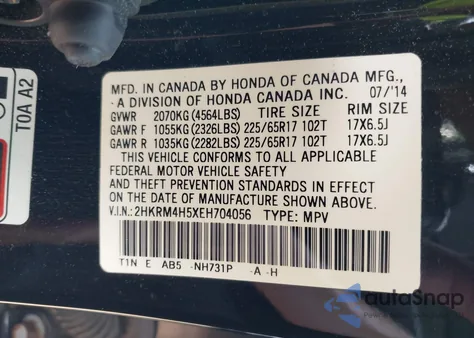 TOA A2
MFD. IN CANADA BY HONDA OF CANADA MFG.,
A DIVISION OF HONDA CANADA INC. 07/'14
GVWR 2070KG (4564LBS) TIRE SIZE RIM SIZE
GAWR F 1055KG (2326LBS) 225/65R17 102T 17X6.5J
GAWR R 1035KG (2282LBS) 225/65R17 102T 17X6.5J
THIS VEHICLE CONFORMS TO ALL APPLICABLE
FEDERAL MOTOR VEHICLE SAFETY
AND THEFT PREVENTION STANDARDS IN EFFECT
ON THE DATE OF MANUFACTURE SHOWN ABOVE.
V.I.N.: 2HKRM4H5XEH704056 TYPE: MPV
T1N E AB5 -NH731P -A -H
autoSnap